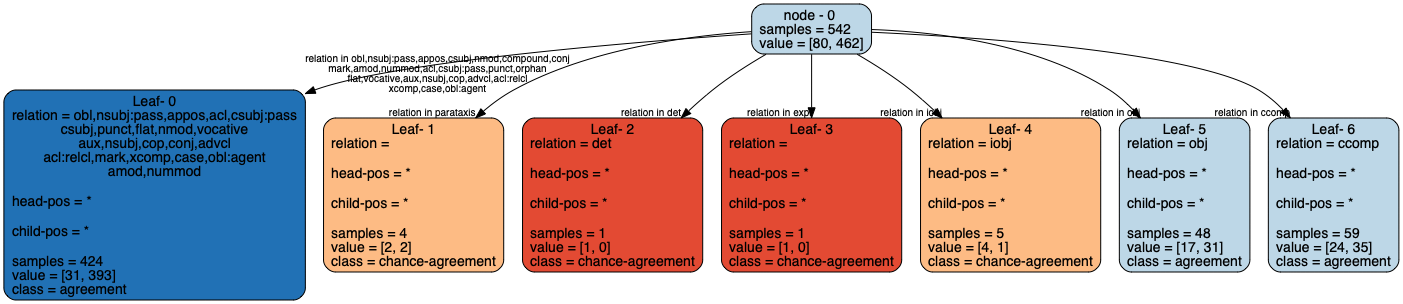 node - 0
samples = 542
value = [80, 462]
relation in obl,nsubj:pass,appos,csubj,nmod,compound,conj
mark,amod,nummod,acl,csubj:pass,punct,orphan
flat,vocative,aux,nsubj,cop,advcl,acl:relcl
xcomp,case,obl:agent
relation in parataxis
relation in det
relation in
relation in
relation in
relation in
Leaf- 0
relation = obl,nsubj:pass,appos,acl,csubj:pass
csubj,punct,flat,nmod,vocative
aux,nsubj,cop,conj,advcl
acl:relcl,mark,xcomp,case,obl:agent
amod,nummod
head-pos = *
child-pos = *
samples = 424
value = [31, 393]
class = agreement
Leaf- 1
relation =
head-pos = *
child-pos = *
samples = 4
value = [2, 2]
class = chance-agreement
Leaf- 2
relation = det
head-pos = *
child-pos = *
samples = 1
value = [1, 0]
class = chance-agreement
Leaf- 3
relation =
head-pos = *
child-pos = *
samples = 1
value = [1, 0]
class = chance-agreement
Leaf- 4
relation = iobj
head-pos = *
child-pos = *
samples = 5
value = [4, 1]
class = chance-agreement
Leaf- 5
relation = obj
head-pos = *
child-pos = *
samples = 48
value = [17, 31]
class = agreement
Leaf- 6
relation = ccomp
head-pos = *
child-pos = *
samples = 59
value = [24, 35]
class = agreement